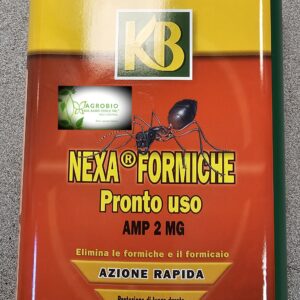 KB
AGROBIO
NEXA® FORMICHE
Pronto uso
AMP 2 MG
Elimina le formiche e il formicaio
AZIONE RAPIDA